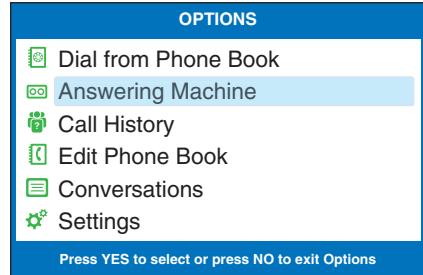 OPTIONS
Dial from Phone Book
Answering Machine
Call History
Edit Phone Book
Conversations
Settings
Press YES to select or press NO to exit Options